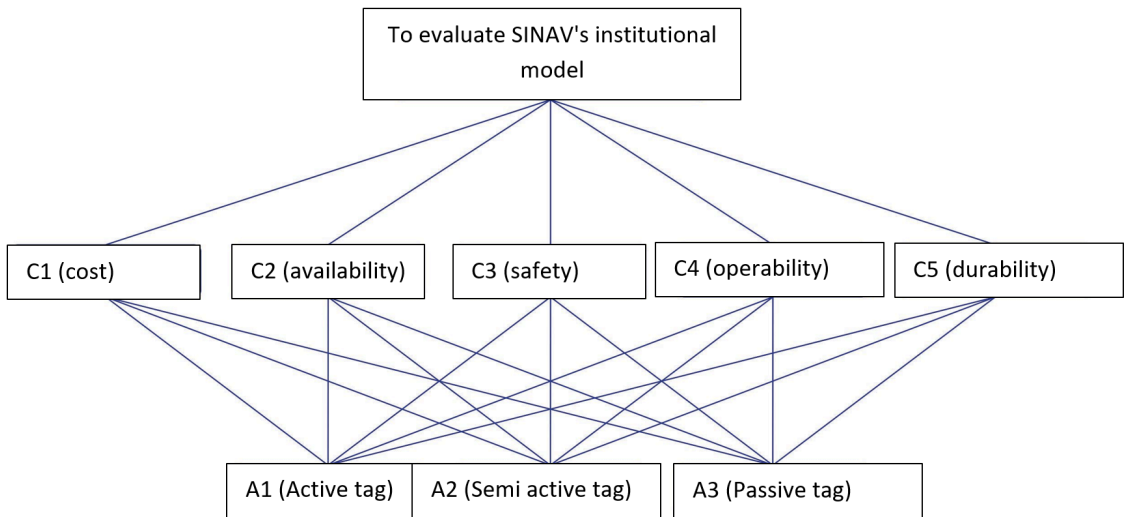 To evaluate SINAV's institutional
model
C1 (cost)
C2 (availability)
C3 (safety)
C4 (operability)
C5 (durability)
A1 (Active tag)
A2 (Semi active tag)
A3 (Passive tag)